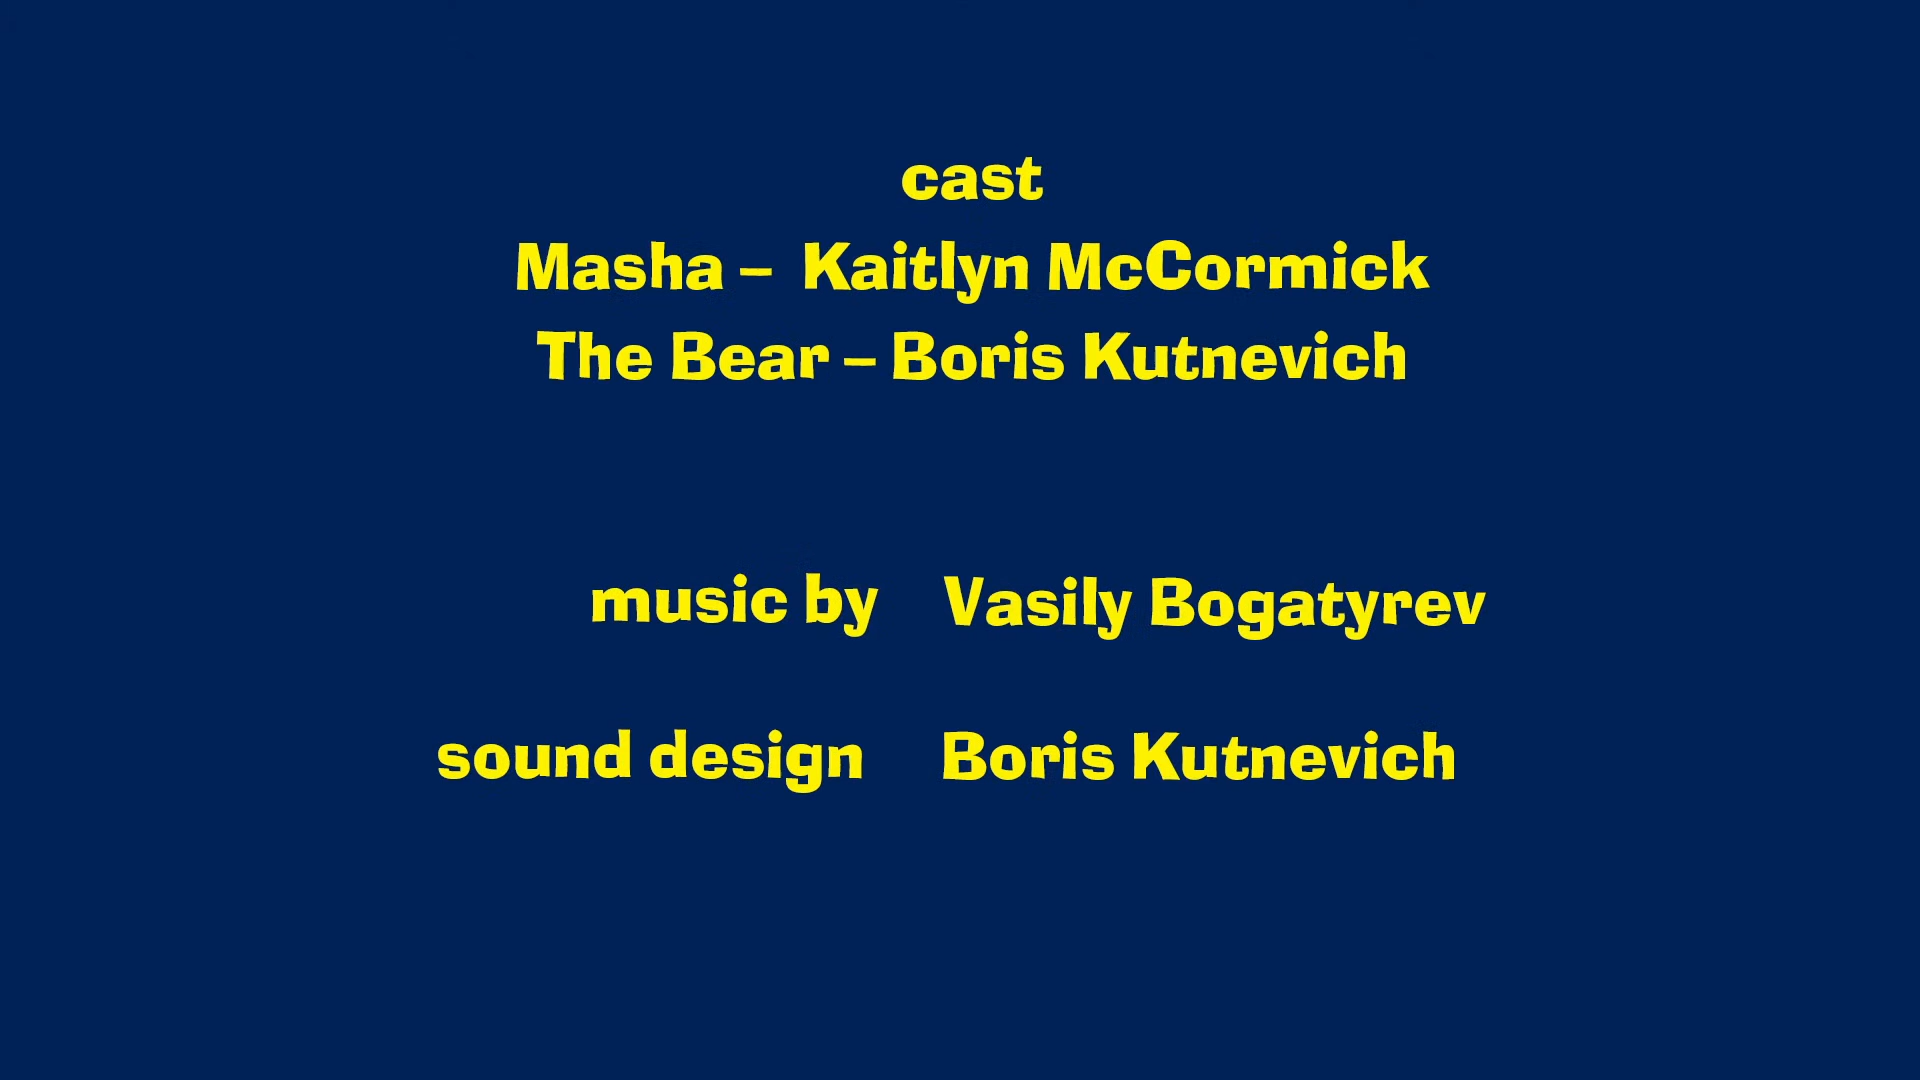 cast
Masha – Kaitlyn McCormick
The Bear – Boris Kutnevich
music by Vasily Bogatyrev
sound design Boris Kutnevich